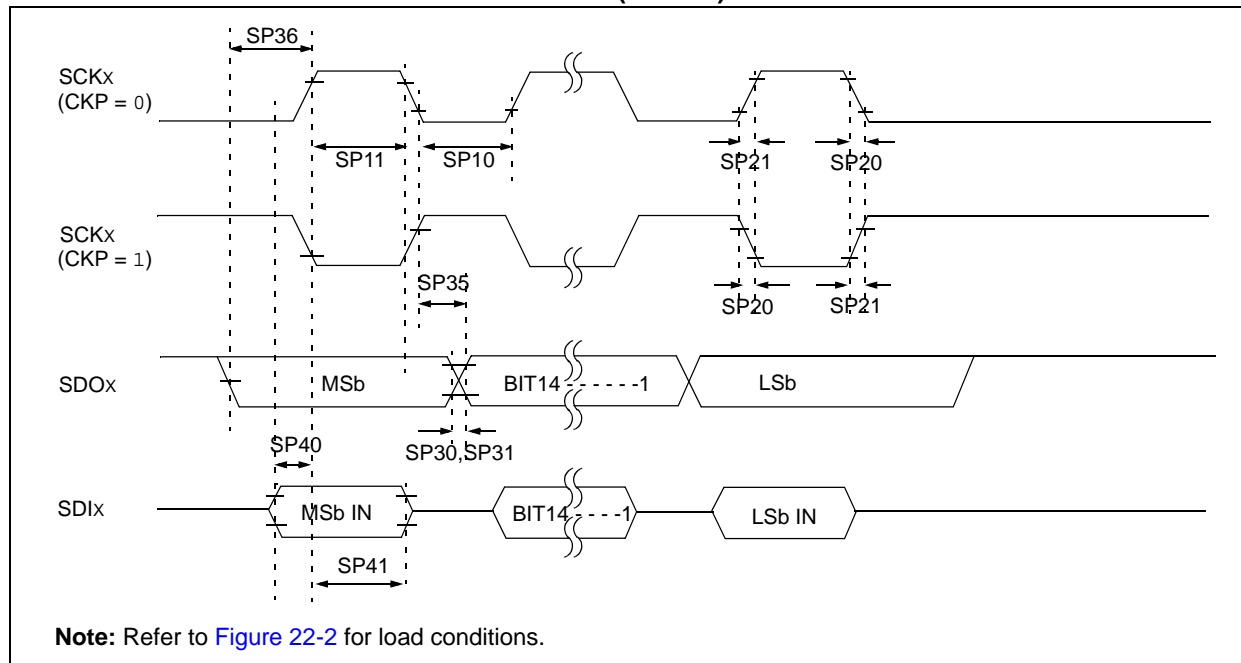 SP36
SCKx
(CKP = 0)
SP11
SP10
SP21
SP20
SCKx
(CKP = 1)
SP35
SP20
SP21
SDOx
MSb
BIT14 - - - - - -1
LSb
SP40
SP30,SP31
SDIx
MSb IN
BIT14 - - - - -1
LSb IN
SP41
Note: Refer to Figure 22-2 for load conditions.